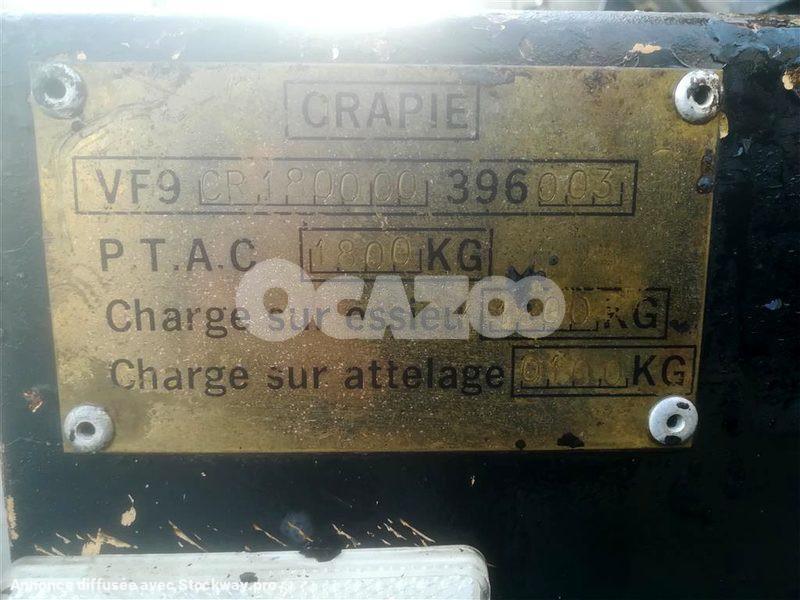 CRAPIE
VF9 CR180000 396003
P T.A.C 1800 KG
OCAZOO
Charge sur essieu KG
Charge sur attelage 0100 KG
Annonce diffusée avec Stockway.pro